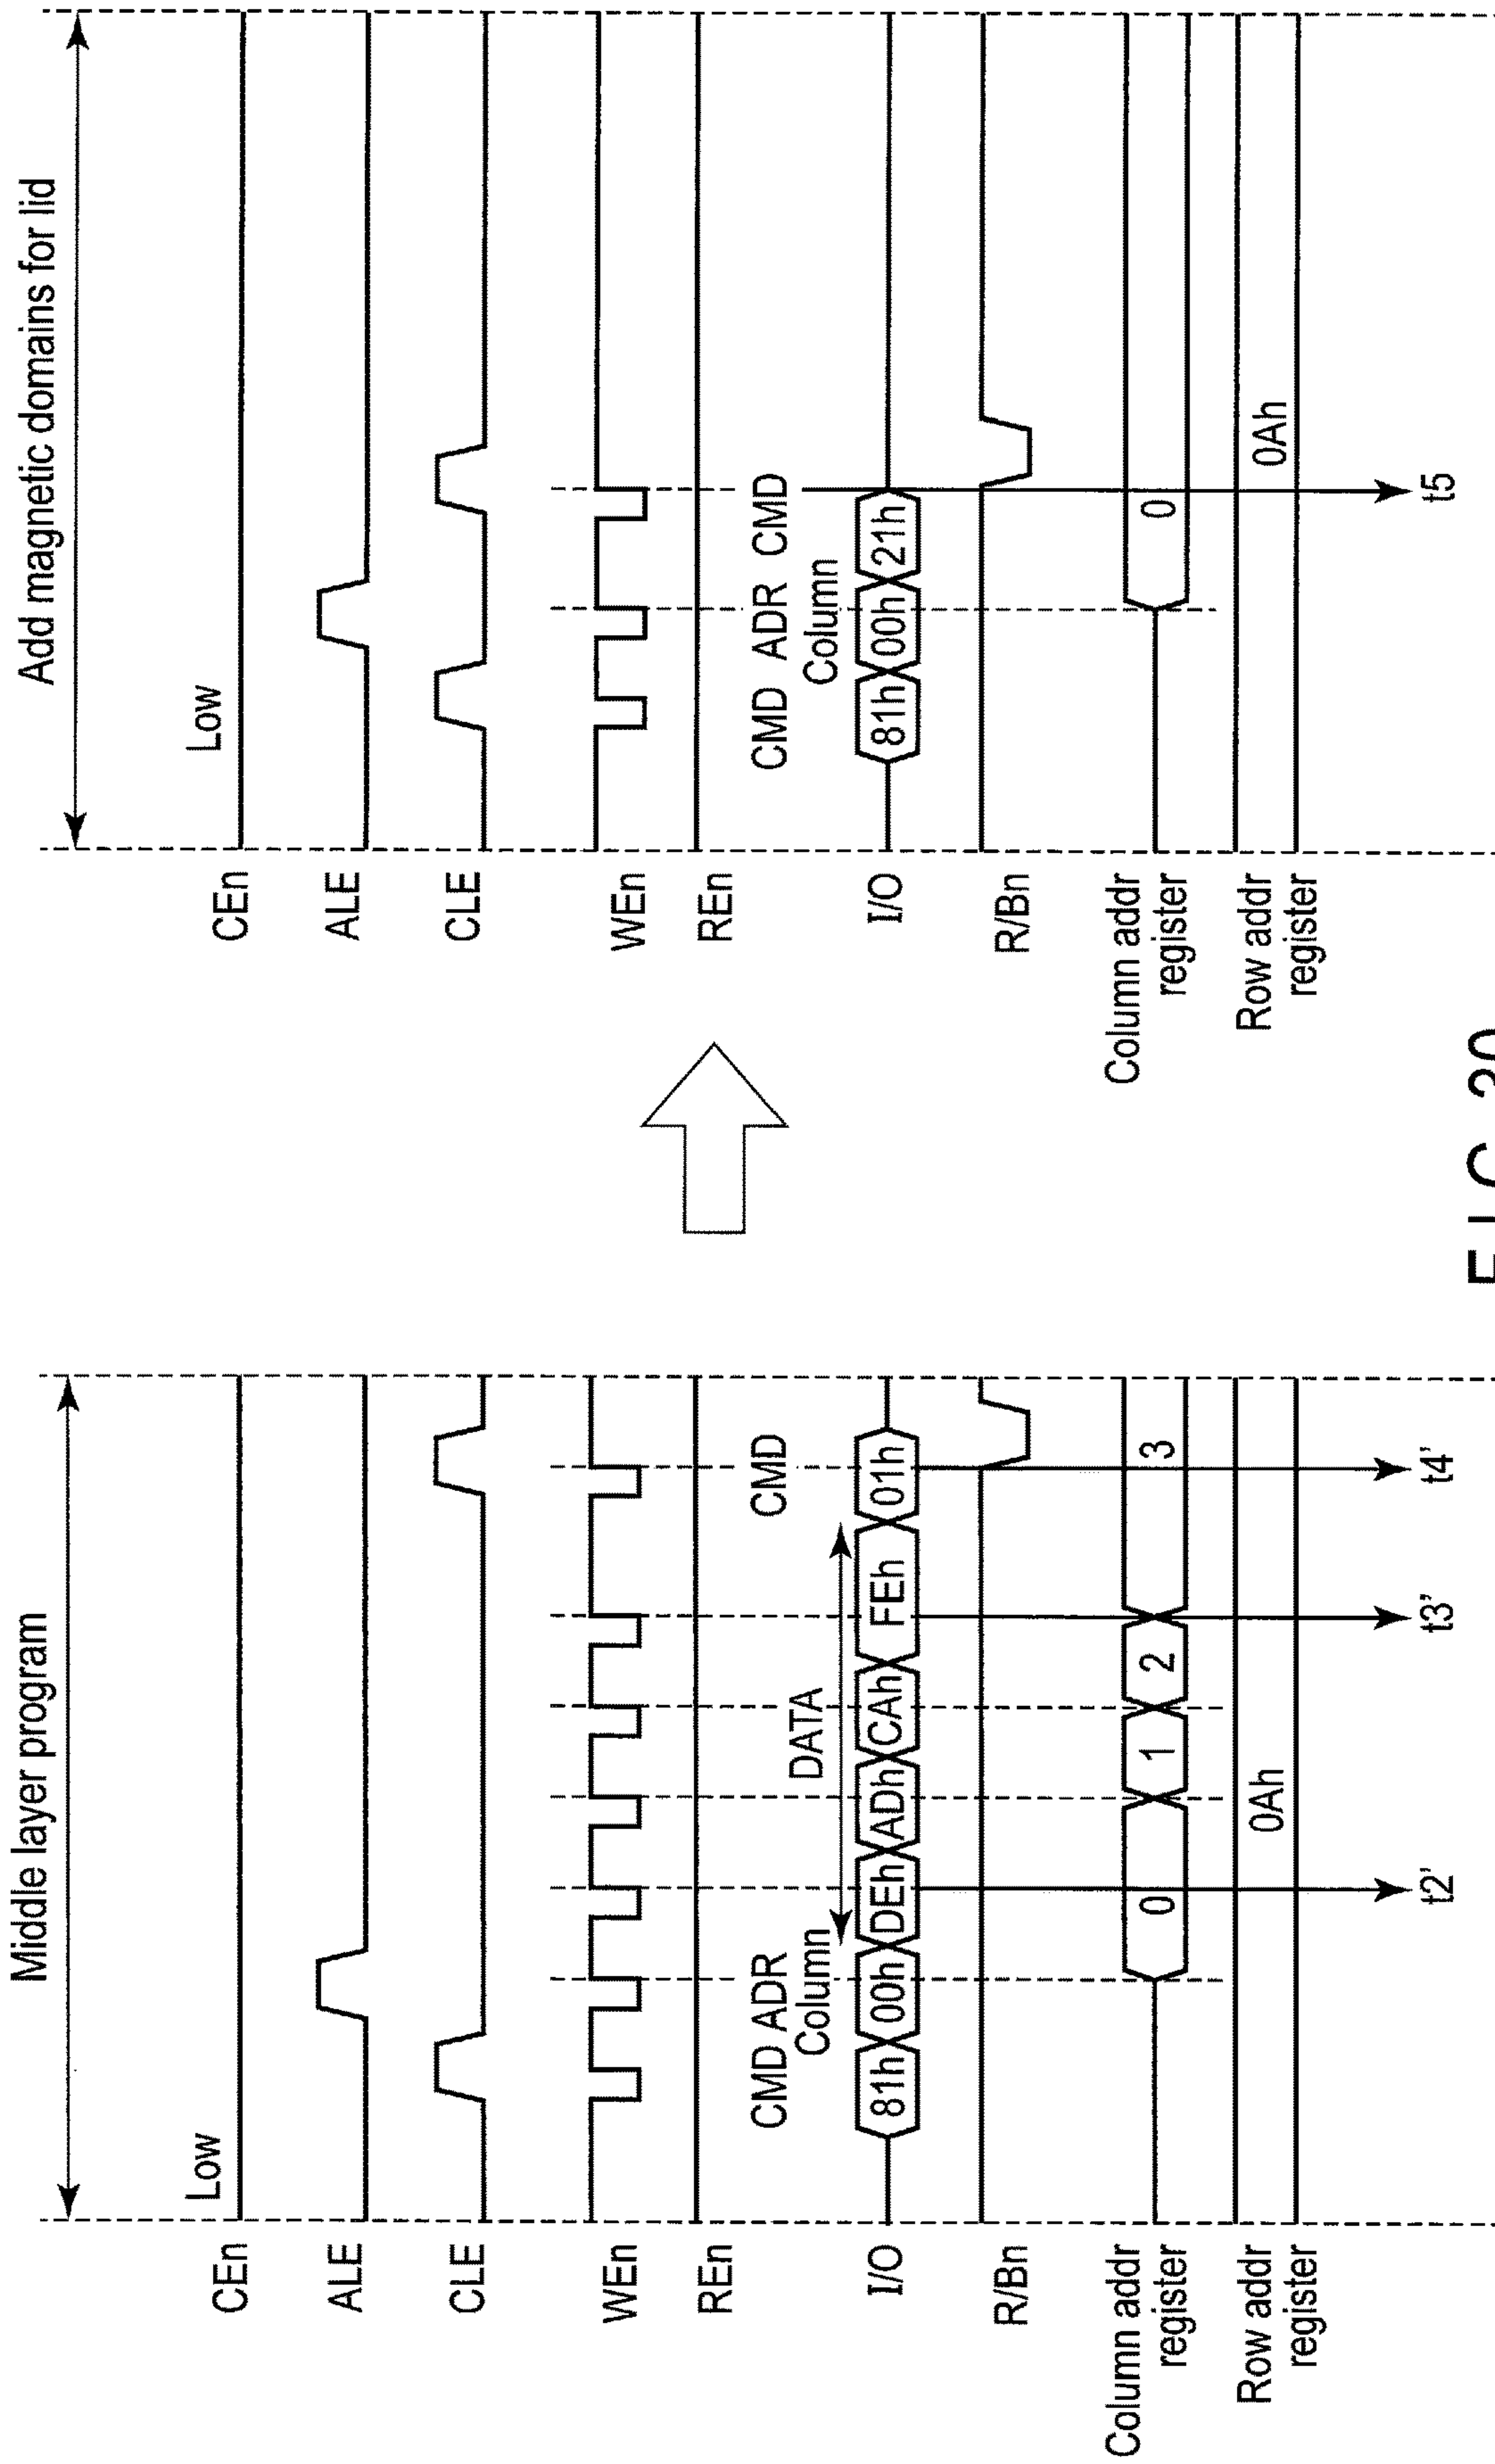 Middle layer program
CEn
Low
ALE
CLE
WEn
REn
CMD ADR
Column
DATA
CMD
I/O
81h 00h DEh ADh CAh FEh 01h
R/Bn
Column addr
register
0 1 2 3
Row addr
register
0Ah
t2' t3' t4'
Add magnetic domains for lid
CEn
Low
ALE
CLE
WEn
REn
CMD ADR CMD
Column
I/O
81h 00h 21h
R/Bn
Column addr
register
0
Row addr
register
0Ah
t5